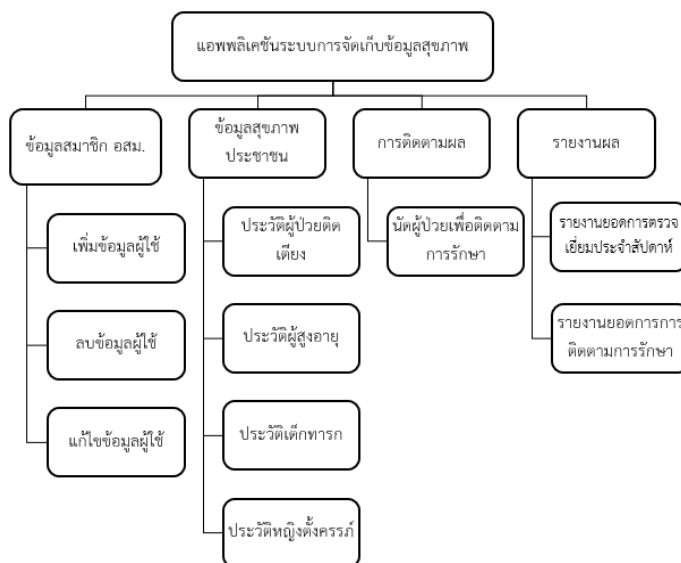 แอพพลิเคชันระบบการจัดเก็บข้อมูลสุขภาพ
ข้อมูลสมาชิก อสม.
เพิ่มข้อมูลผู้ใช้
ลบข้อมูลผู้ใช้
แก้ไขข้อมูลผู้ใช้
ข้อมูลสุขภาพ
ประชาชน
ประวัติผู้ป่วยติด
เตียง
ประวัติผู้สูงอายุ
ประวัติเด็กทารก
ประวัติหญิงตั้งครรภ์
การติดตามผล
นัดผู้ป่วยเพื่อติดตาม
การรักษา
รายงานผล
รายงานยอดการตรวจ
เยี่ยมประจำสัปดาห์
รายงานยอดการการ
ติดตามการรักษา